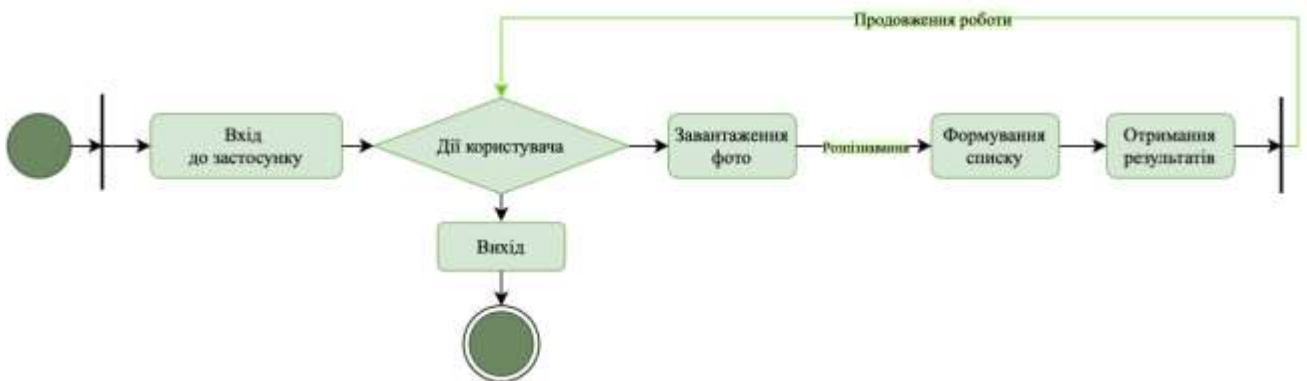 Продовження роботи
Вхід
до застосунку
Дії користувача
Завантаження
фото
Розпізнавання
Формування
списку
Отримання
результатів
Вихід